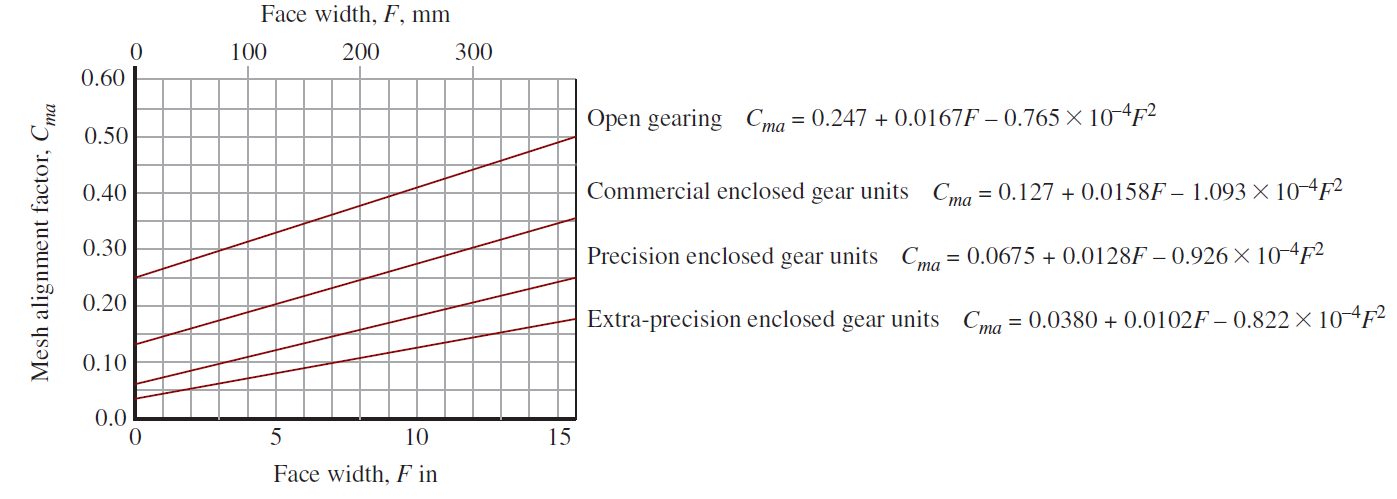 Face width, F, mm
0 100 200 300
0.60
0.50
0.40
0.30
0.20
0.10
0.0
Mesh alignment factor, Cma
Open gearing Cma = 0.247 + 0.0167F – 0.765 × 10–4F2
Commercial enclosed gear units Cma = 0.127 + 0.0158F – 1.093 × 10–4F2
Precision enclosed gear units Cma = 0.0675 + 0.0128F – 0.926 × 10–4F2
Extra-precision enclosed gear units Cma = 0.0380 + 0.0102F – 0.822 × 10–4F2
0 5 10 15
Face width, F in